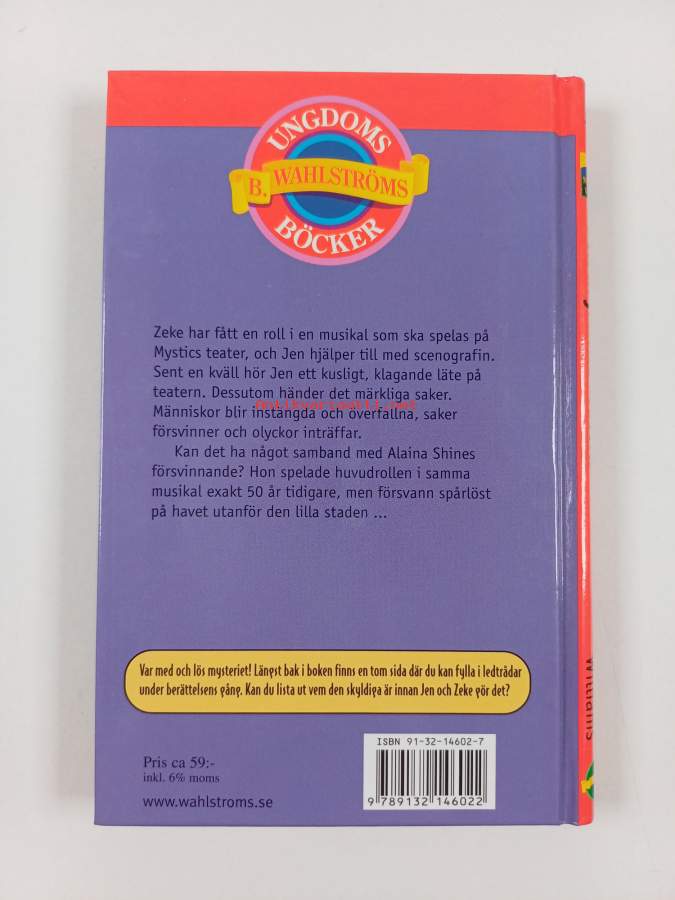 UNGDOMS
B. WAHLSTRÖMS
BÖCKER
Zeke har fått en roll i en musikal som ska spelas på
Mystics teater, och Jen hjälper till med scenografin.
Sent en kväll hör Jen ett kusligt, klagande läte på
teatern. Dessutom händer det märkliga saker.
Människor blir instängda och överfallna, saker
försvinner och olyckor inträffar.
Kan det ha något samband med Alaina Shines
försvinnande? Hon spelade huvudrollen i samma
musikal exakt 50 år tidigare, men försvann spårlöst
på havet utanför den lilla staden ...
Var med och lös mysteriet! Längst bak i boken finns en tom sida där du kan fylla i ledtrådar
under berättelsens gång. Kan du lista ut vem den skyldiga är innan Jen och Zeke gör det?
Pris ca 59:-
inkl. 6% moms
www.wahlstroms.se
ISBN 91-32-14602-7
9 789132 146022
Williams